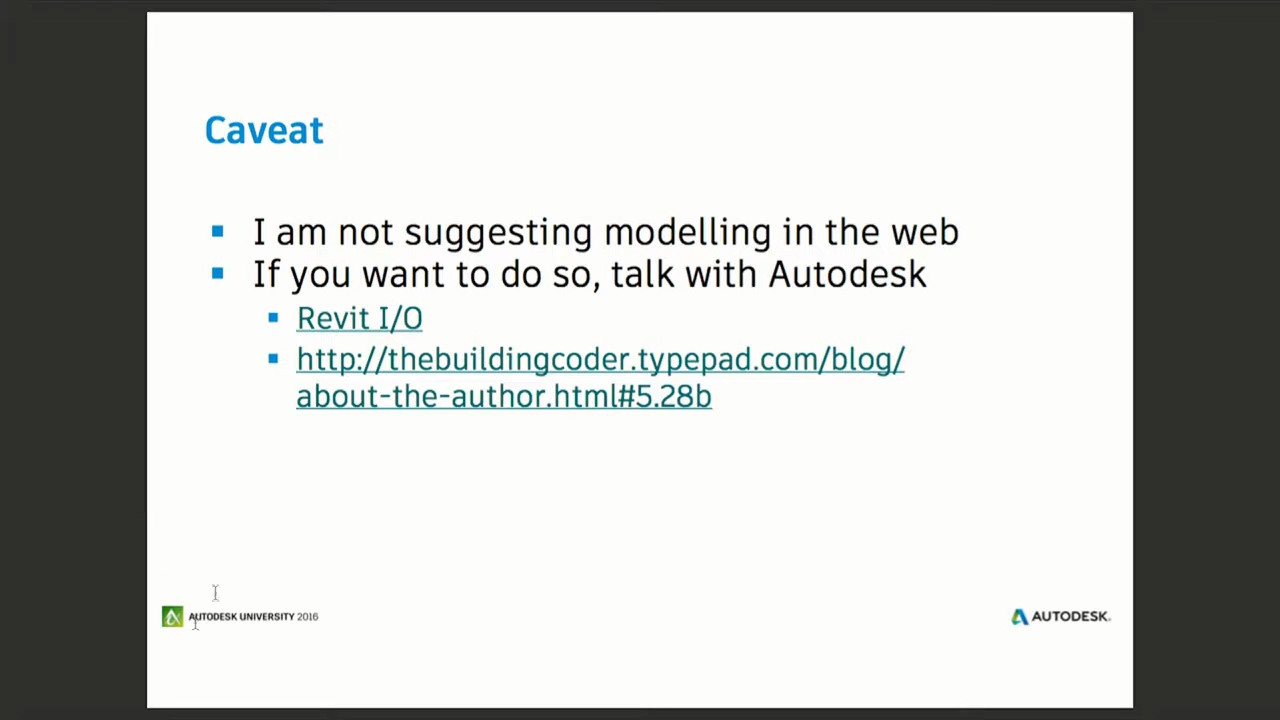 Caveat
I am not suggesting modelling in the web
If you want to do so, talk with Autodesk
Revit I/O
http://thebuildingcoder.typepad.com/blog/
about-the-author.html#5.28b
AUTODESK UNIVERSITY 2016
AUTODESK.